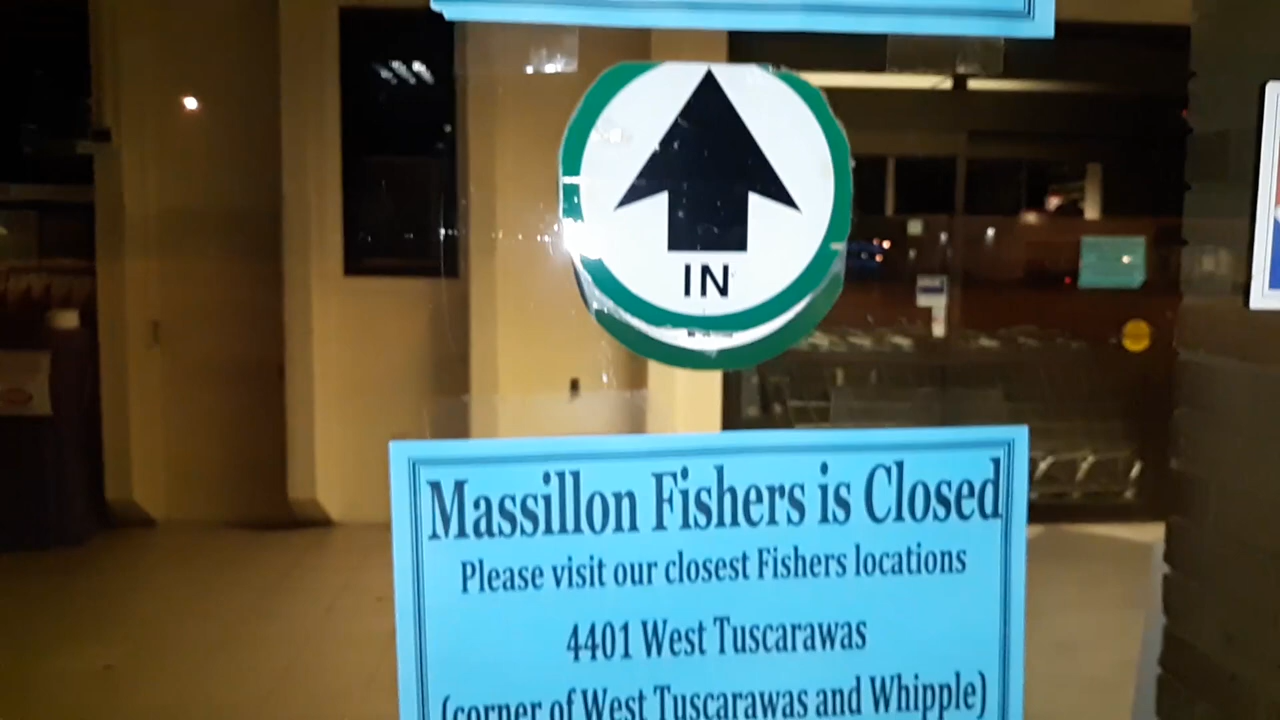 IN
Massillon Fishers is Closed
Please visit our closest Fishers locations
4401 West Tuscarawas
(corner of West Tuscarawas and Whipple)